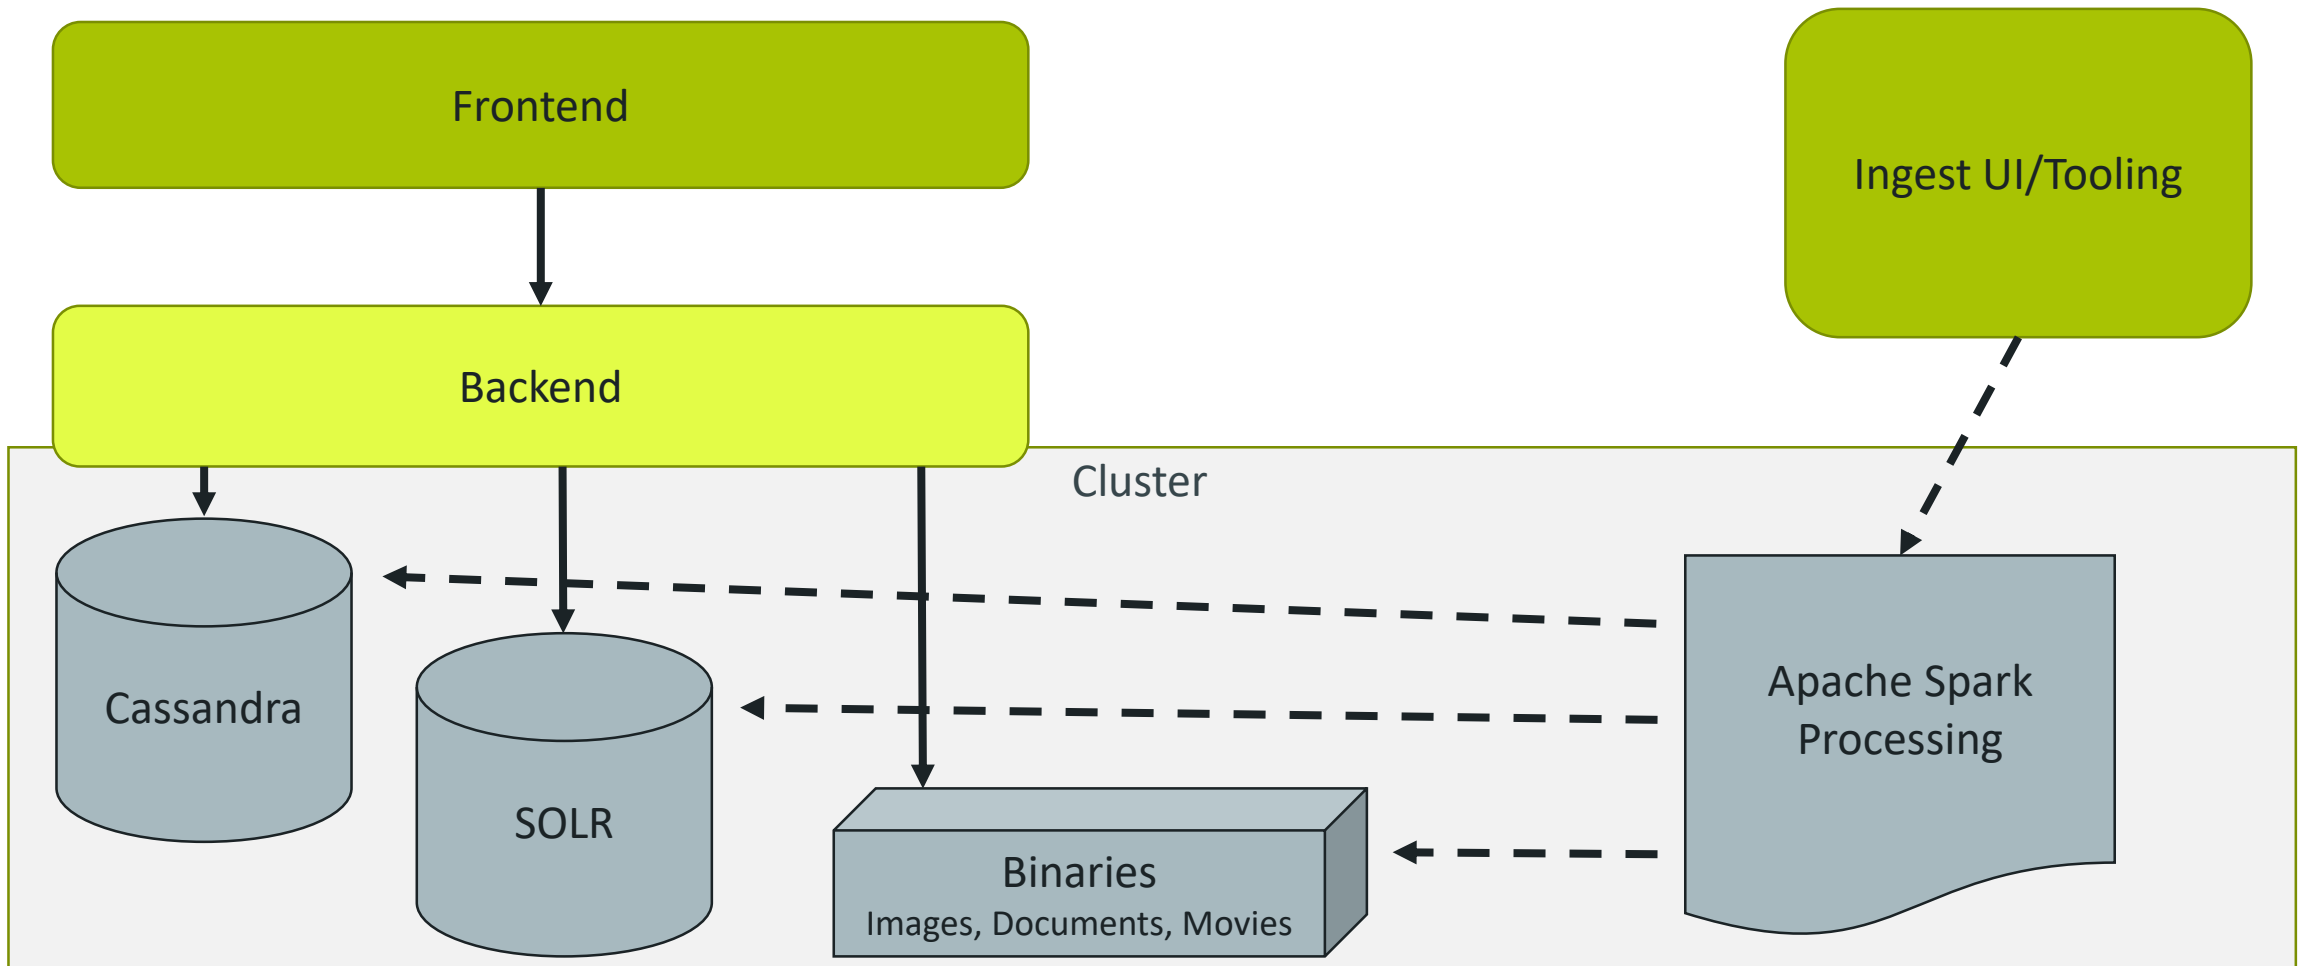 Frontend
Ingest UI/Tooling
Backend
Cluster
Cassandra
SOLR
Binaries
Images, Documents, Movies
Apache Spark
Processing